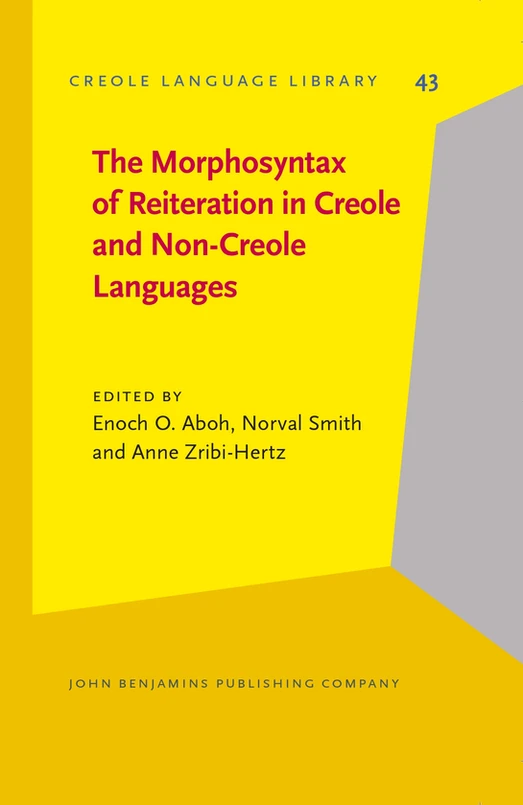 CREOLE LANGUAGE LIBRARY 43
The Morphosyntax
of Reiteration in Creole
and Non-Creole
Languages
EDITED BY
Enoch O. Aboh, Norval Smith
and Anne Zribi-Hertz
JOHN BENJAMINS PUBLISHING COMPANY